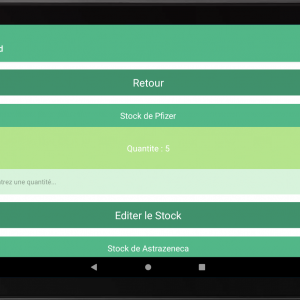 Retour
Stock de Pfizer
Quantite : 5
trez une quantité...
Editer le Stock
Stock de Astrazeneca